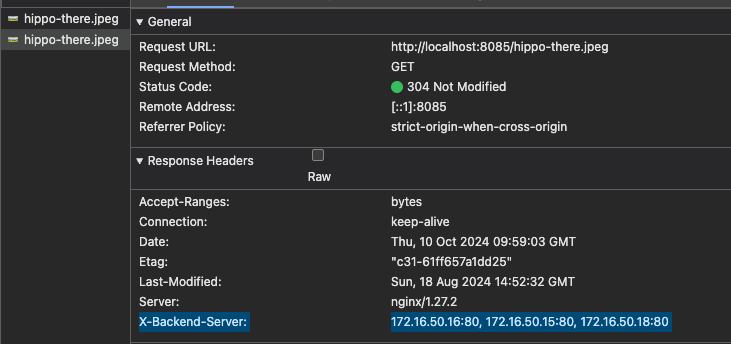 hippo-there.jpeg
hippo-there.jpeg
▼ General
Request URL: http://localhost:8085/hippo-there.jpeg
Request Method: GET
Status Code: 304 Not Modified
Remote Address: [::1]:8085
Referrer Policy: strict-origin-when-cross-origin
▼ Response Headers
Raw
Accept-Ranges: bytes
Connection: keep-alive
Date: Thu, 10 Oct 2024 09:59:03 GMT
Etag: "c31-61ff657a1dd25"
Last-Modified: Sun, 18 Aug 2024 14:52:32 GMT
Server: nginx/1.27.2
X-Backend-Server: 172.16.50.16:80, 172.16.50.15:80, 172.16.50.18:80